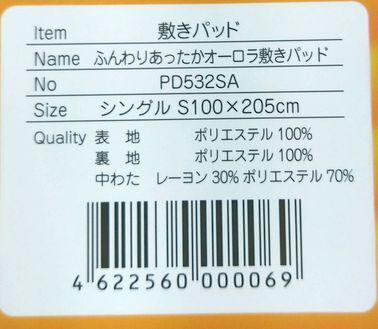 Item 敷きパッド
Name ふんわりあったかオーロラ敷きパッド
No PD532SA
Size シングル S100×205cm
Quality 表 地 ポリエステル 100%
裏 地 ポリエステル 100%
中わた レーヨン 30% ポリエステル 70%
4 622560 000069